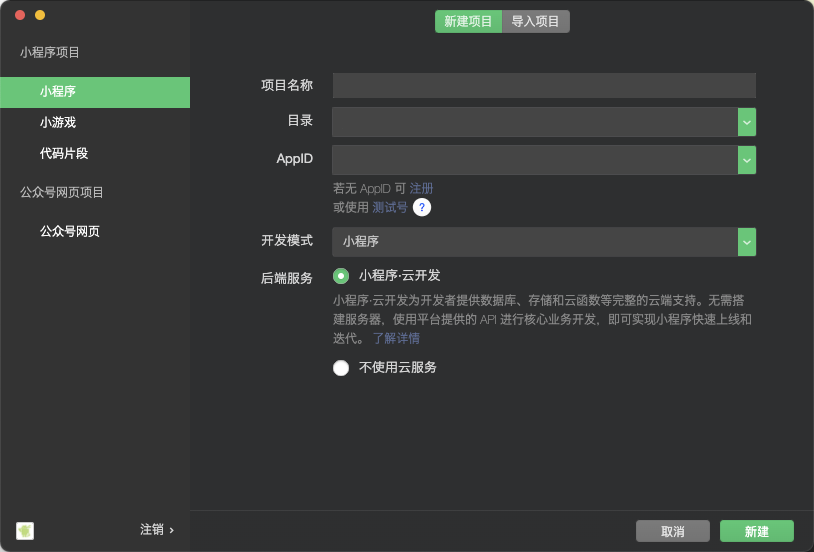 新建项目 导入项目
小程序项目
小程序
小游戏
代码片段
公众号网页项目
公众号网页
注销 ›
项目名称
目录
AppID
若无 AppID 可 注册
或使用 测试号 ?
开发模式 小程序
后端服务 小程序·云开发
小程序·云开发为开发者提供数据库、存储和云函数等完整的云端支持。无需搭
建服务器，使用平台提供的 API 进行核心业务开发，即可实现小程序快速上线和
迭代。 了解详情
不使用云服务
取消 新建